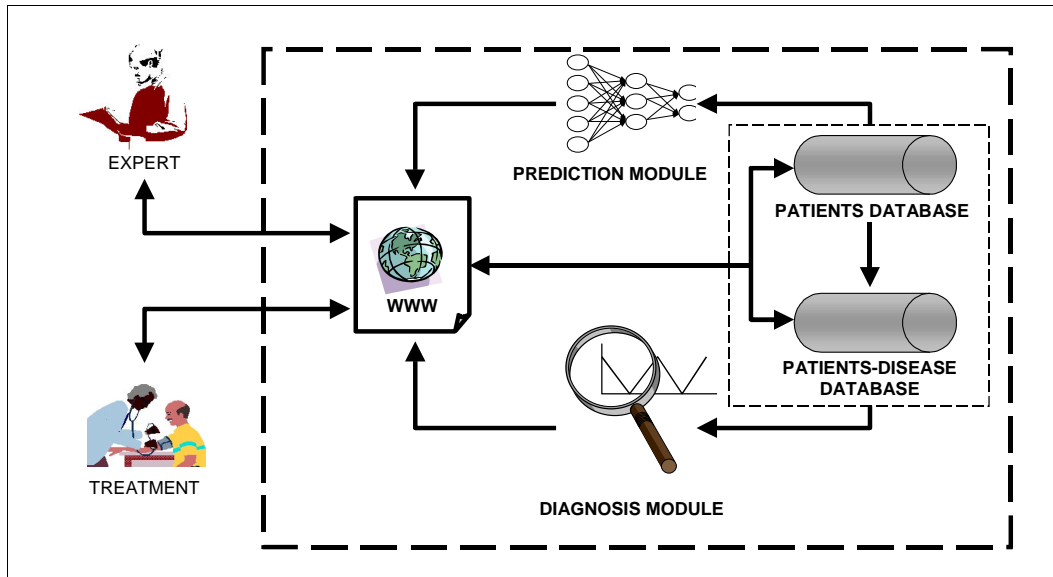 EXPERT
PREDICTION MODULE
PATIENTS DATABASE
WWW
PATIENTS-DISEASE
DATABASE
TREATMENT
DIAGNOSIS MODULE